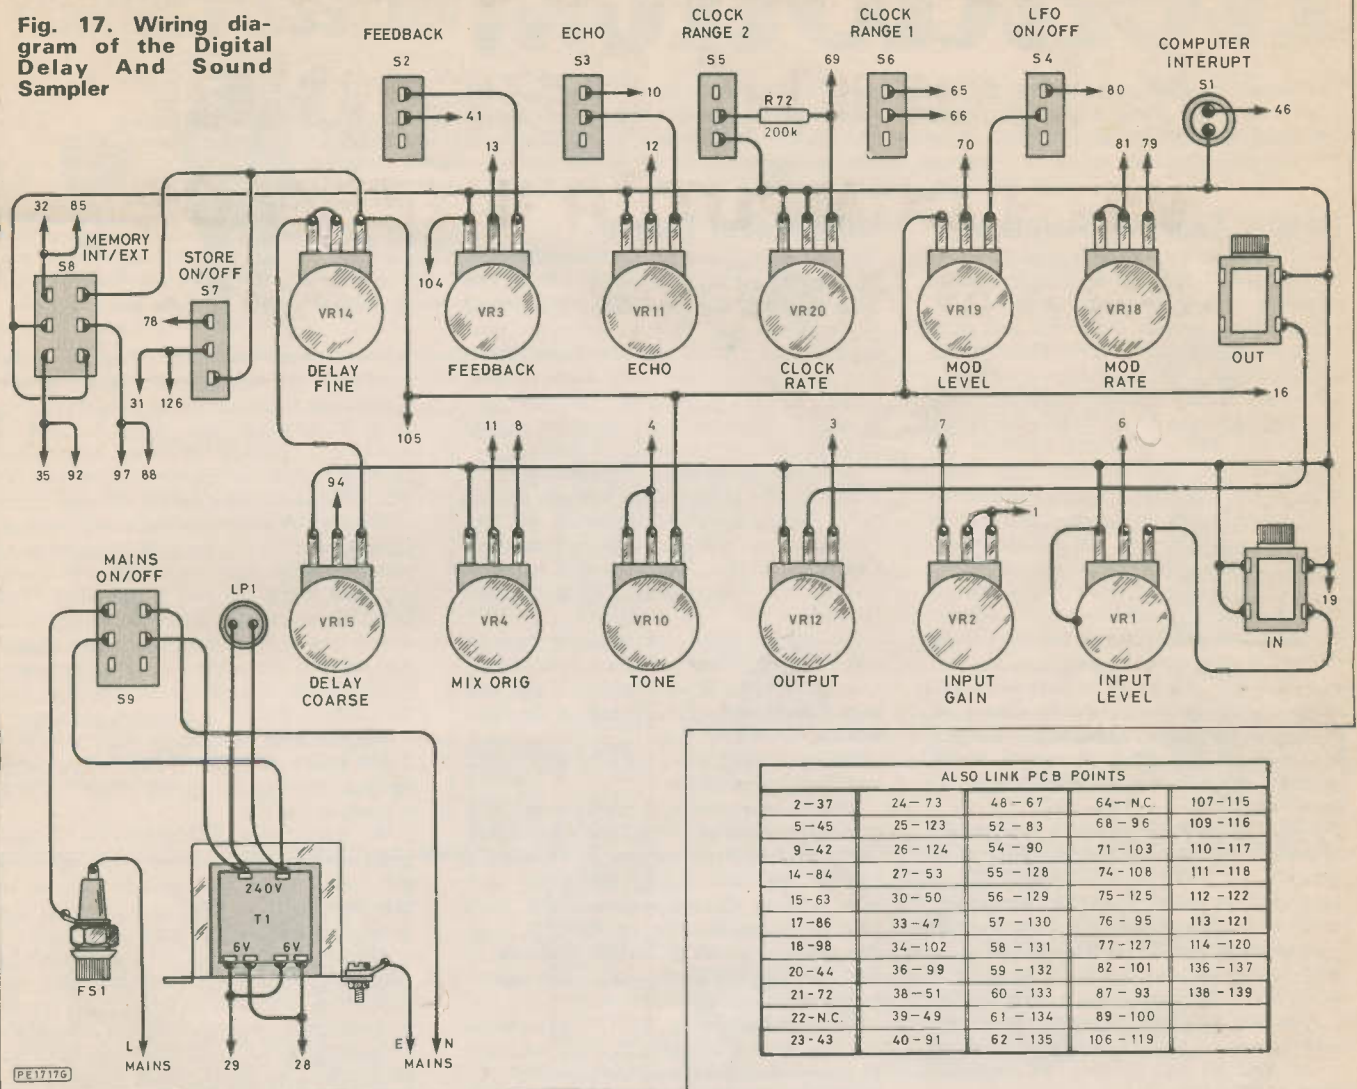 Fig. 17. Wiring dia-
gram of the Digital
Delay And Sound
Sampler
FEEDBACK
S2
41
13
ECHO
S3
10
12
CLOCK
RANGE 2
S5
R72
200k
69
CLOCK
RANGE 1
S6
65
66
70
LFO
ON/OFF
S4
80
81
79
COMPUTER
INTERUPT
S1
46
32
85
MEMORY
INT/EXT
S8
STORE
ON/OFF
S7
78
31
126
35
92
97
88
VR14
DELAY
FINE
105
104
VR3
FEEDBACK
VR11
ECHO
VR20
CLOCK
RATE
VR19
MOD
LEVEL
VR18
MOD
RATE
OUT
16
94
11
8
4
3
7
1
6
VR15
DELAY
COARSE
VR4
MIX ORIG
VR10
TONE
VR12
OUTPUT
VR2
INPUT
GAIN
VR1
INPUT
LEVEL
IN
19
MAINS
ON/OFF
S9
LP1
240V
T1
6V 6V
FS1
L
MAINS
29
28
E N
MAINS
PE1717G
ALSO LINK PCB POINTS
2-37 24-73 48-67 64-N.C. 107-115
5-45 25-123 52-83 68-96 109-116
9-42 26-124 54-90 71-103 110-117
14-84 27-53 55-128 74-108 111-118
15-63 30-50 56-129 75-125 112-122
17-86 33-47 57-130 76-95 113-121
18-98 34-102 58-131 77-127 114-120
20-44 36-99 59-132 82-101 136-137
21-72 38-51 60-133 87-93 138-139
22-N.C. 39-49 61-134 89-100
23-43 40-91 62-135 106-119